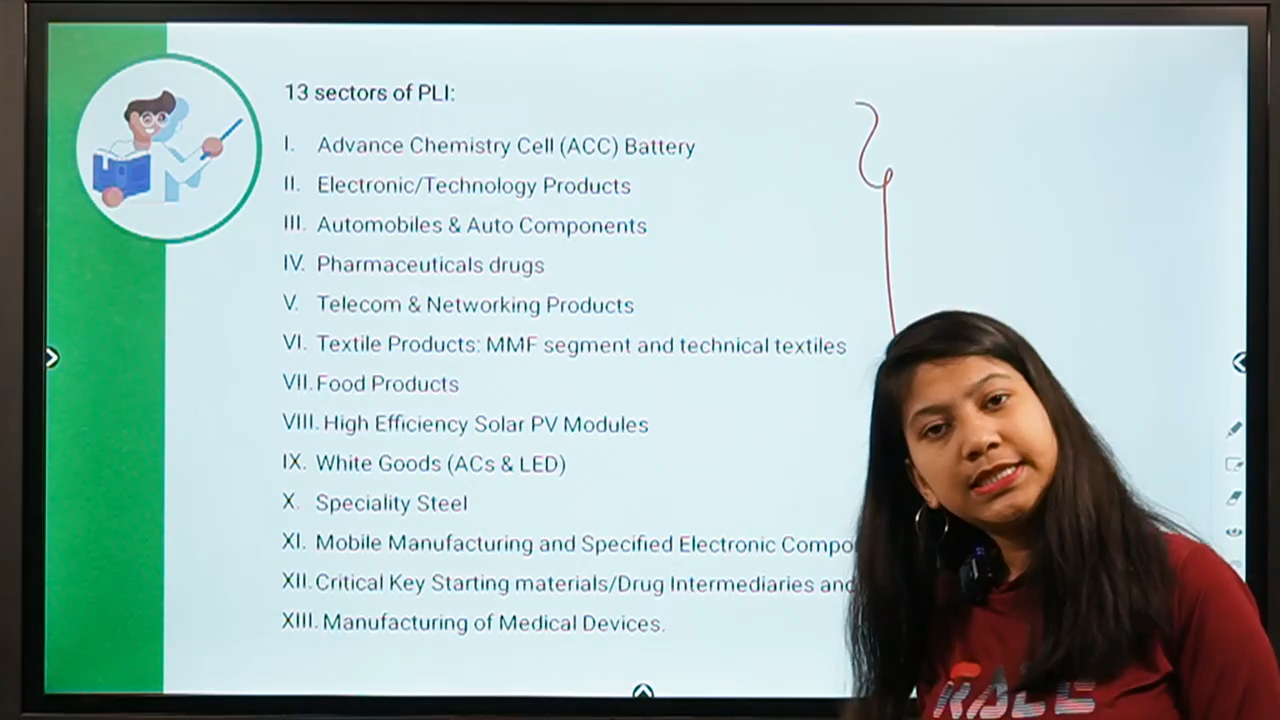 13 sectors of PLI:
I. Advance Chemistry Cell (ACC) Battery
II. Electronic/Technology Products
III. Automobiles & Auto Components
IV. Pharmaceuticals drugs
V. Telecom & Networking Products
VI. Textile Products: MMF segment and technical textiles
VII. Food Products
VIII. High Efficiency Solar PV Modules
IX. White Goods (ACs & LED)
X. Speciality Steel
XI. Mobile Manufacturing and Specified Electronic Compo
XII. Critical Key Starting materials/Drug Intermediaries and
XIII. Manufacturing of Medical Devices.
RACE